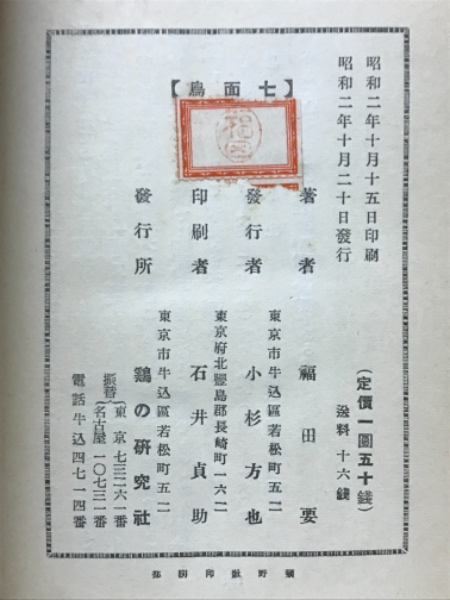 昭和二年十月十五日印刷
昭和二年十月二十日發行
(定價一圓五十錢)
送料 十六錢
【七面鳥】
著者 福田要
東京市牛込區若松町五二
發行者 小杉方也
東京府北豐島郡長崎町一六二
印刷者 石井貞助
東京市牛込區若松町五二
發行所 鷄の硏究社
振替 東京七三二六一番
名古屋一〇七三一番
電話牛込四七一四番